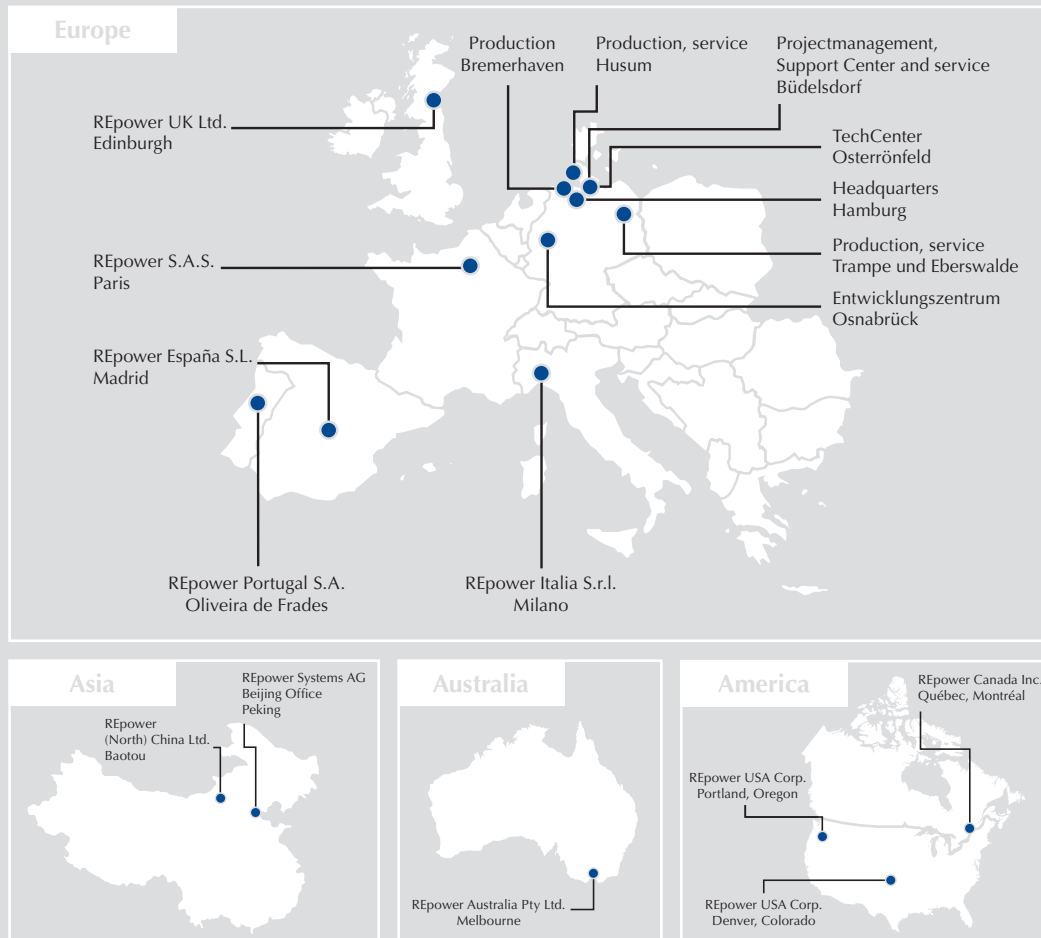 Europe
Production
Bremerhaven
Production, service
Husum
Projectmanagement,
Support Center and service
Büdelsdorf
REpower UK Ltd.
Edinburgh
TechCenter
Osterrönfeld
Headquarters
Hamburg
REpower S.A.S.
Paris
Production, service
Trampe und Eberswalde
Entwicklungszentrum
Osnabrück
REpower España S.L.
Madrid
REpower Portugal S.A.
Oliveira de Frades
REpower Italia S.r.l.
Milano
Asia
REpower Systems AG
Beijing Office
Peking
REpower
(North) China Ltd.
Baotou
Australia
REpower Australia Pty Ltd.
Melbourne
America
REpower Canada Inc.
Québec, Montréal
REpower USA Corp.
Portland, Oregon
REpower USA Corp.
Denver, Colorado